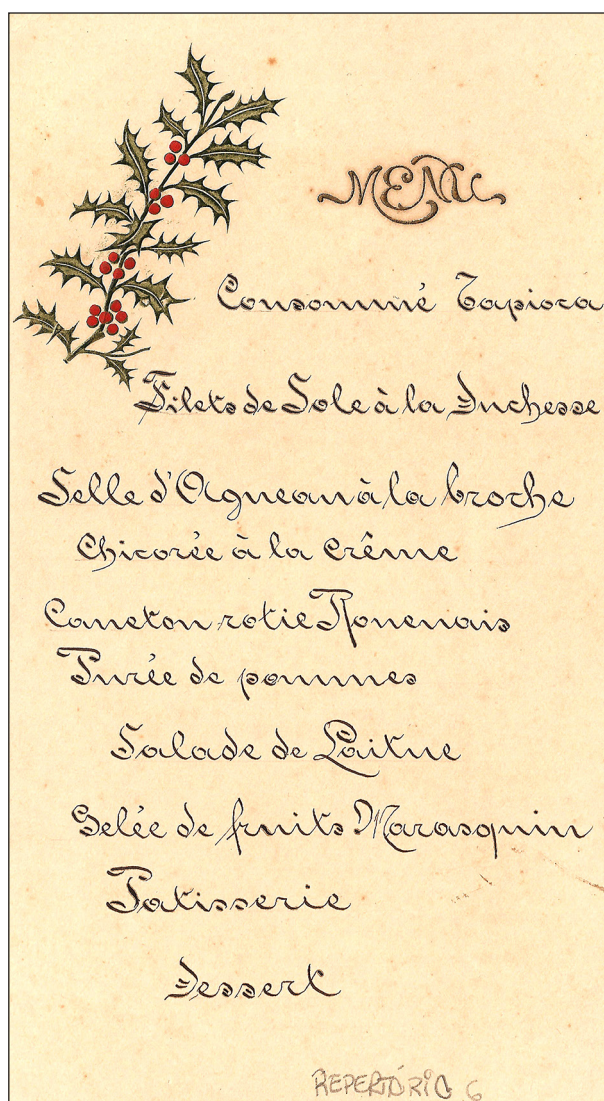 MENU
Consommé Tapioca
Filets de Sole à la Duchesse
Selle d'Agneau à la broche
Chicorée à la Crême
Caneton rotie Rouenais
Purée de pommes
Salade de Laitue
Gelée de fruits Marasquin
Patisserie
Dessert
REPERTÓRIO 6